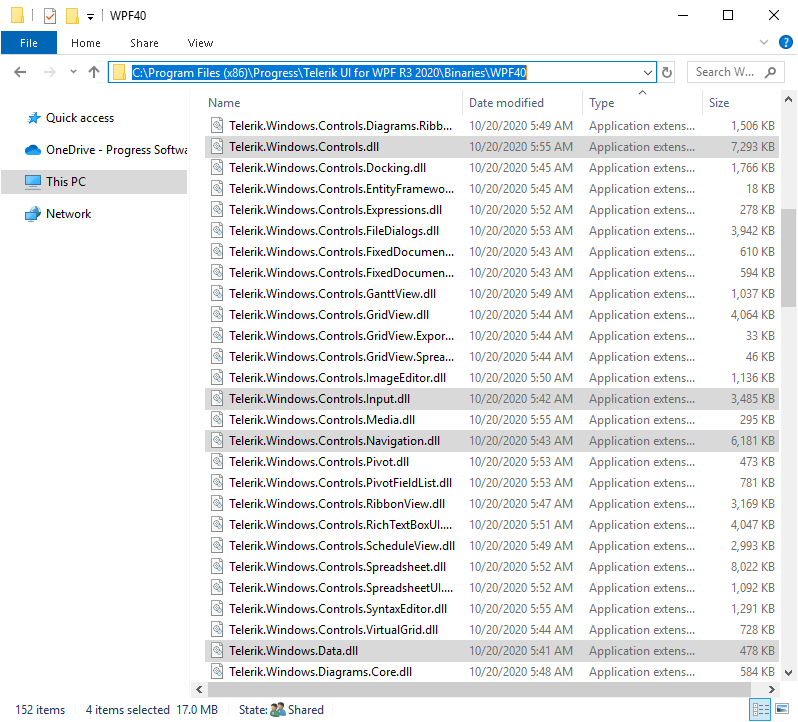 WPF40
File Home Share View
C:\Program Files (x86)\Progress\Telerik UI for WPF R3 2020\Binaries\WPF40 Search W...
Name Date modified Type Size
Quick access
OneDrive - Progress Softwa
This PC
Network
Telerik.Windows.Controls.Diagrams.Ribb... 10/20/2020 5:49 AM Application extens... 1,506 KB
Telerik.Windows.Controls.dll 10/20/2020 5:55 AM Application extens... 7,293 KB
Telerik.Windows.Controls.Docking.dll 10/20/2020 5:45 AM Application extens... 1,766 KB
Telerik.Windows.Controls.EntityFramewo... 10/20/2020 5:45 AM Application extens... 18 KB
Telerik.Windows.Controls.Expressions.dll 10/20/2020 5:52 AM Application extens... 278 KB
Telerik.Windows.Controls.FileDialogs.dll 10/20/2020 5:53 AM Application extens... 3,942 KB
Telerik.Windows.Controls.FixedDocumen... 10/20/2020 5:43 AM Application extens... 610 KB
Telerik.Windows.Controls.FixedDocumen... 10/20/2020 5:43 AM Application extens... 594 KB
Telerik.Windows.Controls.GanttView.dll 10/20/2020 5:49 AM Application extens... 1,037 KB
Telerik.Windows.Controls.GridView.dll 10/20/2020 5:44 AM Application extens... 4,064 KB
Telerik.Windows.Controls.GridView.Expor... 10/20/2020 5:44 AM Application extens... 33 KB
Telerik.Windows.Controls.GridView.Sprea... 10/20/2020 5:44 AM Application extens... 46 KB
Telerik.Windows.Controls.ImageEditor.dll 10/20/2020 5:50 AM Application extens... 1,136 KB
Telerik.Windows.Controls.Input.dll 10/20/2020 5:42 AM Application extens... 3,485 KB
Telerik.Windows.Controls.Media.dll 10/20/2020 5:55 AM Application extens... 295 KB
Telerik.Windows.Controls.Navigation.dll 10/20/2020 5:43 AM Application extens... 6,181 KB
Telerik.Windows.Controls.Pivot.dll 10/20/2020 5:53 AM Application extens... 473 KB
Telerik.Windows.Controls.PivotFieldList.dll 10/20/2020 5:53 AM Application extens... 781 KB
Telerik.Windows.Controls.RibbonView.dll 10/20/2020 5:47 AM Application extens... 3,169 KB
Telerik.Windows.Controls.RichTextBoxUI.... 10/20/2020 5:51 AM Application extens... 4,047 KB
Telerik.Windows.Controls.ScheduleView.dll 10/20/2020 5:49 AM Application extens... 2,993 KB
Telerik.Windows.Controls.Spreadsheet.dll 10/20/2020 5:52 AM Application extens... 8,022 KB
Telerik.Windows.Controls.SpreadsheetUI.... 10/20/2020 5:52 AM Application extens... 1,092 KB
Telerik.Windows.Controls.SyntaxEditor.dll 10/20/2020 5:55 AM Application extens... 1,291 KB
Telerik.Windows.Controls.VirtualGrid.dll 10/20/2020 5:44 AM Application extens... 728 KB
Telerik.Windows.Data.dll 10/20/2020 5:41 AM Application extens... 478 KB
Telerik.Windows.Diagrams.Core.dll 10/20/2020 5:48 AM Application extens... 584 KB
152 items 4 items selected 17.0 MB State: Shared